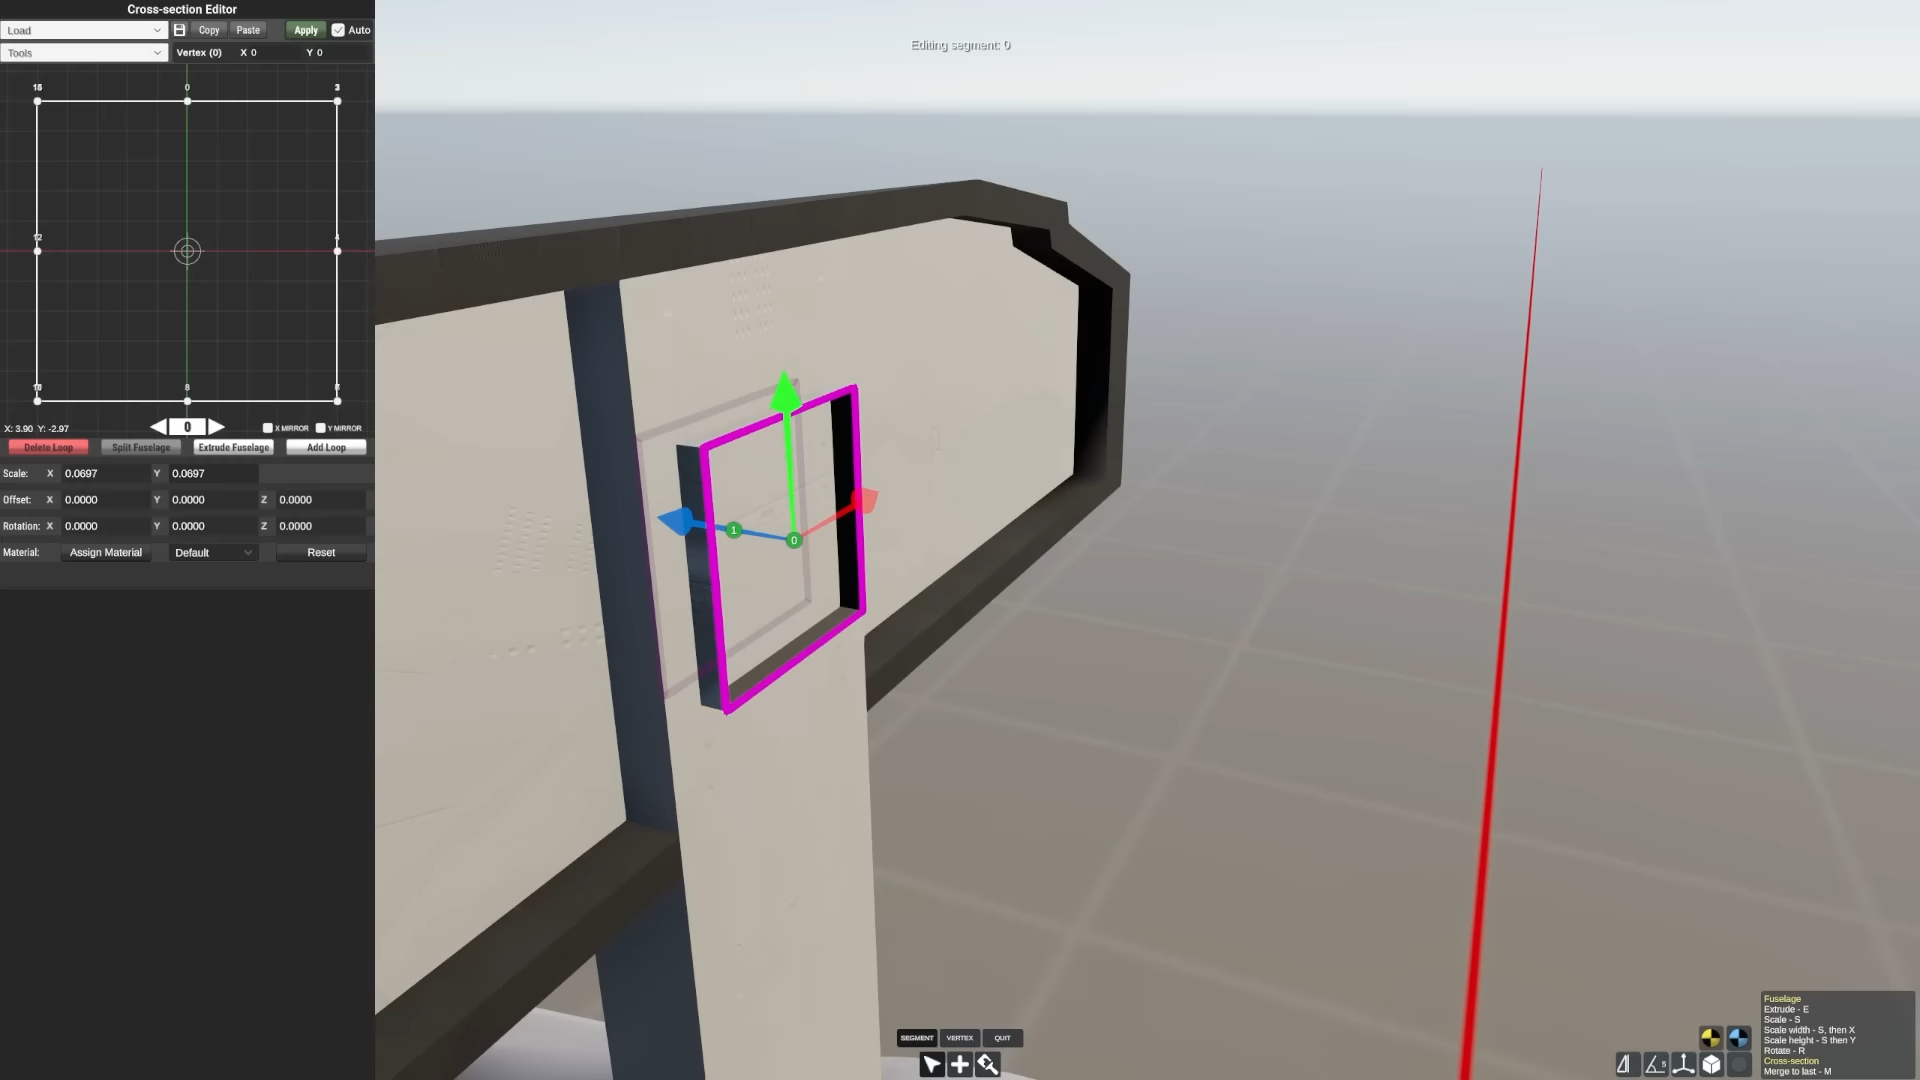 Cross-section Editor
Load
Copy
Paste
Apply
Auto
Tools
Vertex (0)
X 0
Y 0
0
12
4
8
X: 3.90 Y: -2.97
0
X MIRROR
Y MIRROR
Delete Loop
Split Fuselage
Extrude Fuselage
Add Loop
Scale: X 0.0697 Y 0.0697
Offset: X 0.0000 Y 0.0000 Z 0.0000
Rotation: X 0.0000 Y 0.0000 Z 0.0000
Material: Assign Material Default Reset
Editing segment: 0
1
0
SEGMENT
VERTEX
QUIT
5
Fuselage
Extrude - E
Scale - S
Scale width - S, then X
Scale height - S then Y
Rotate - R
Cross-section
Merge to last - M